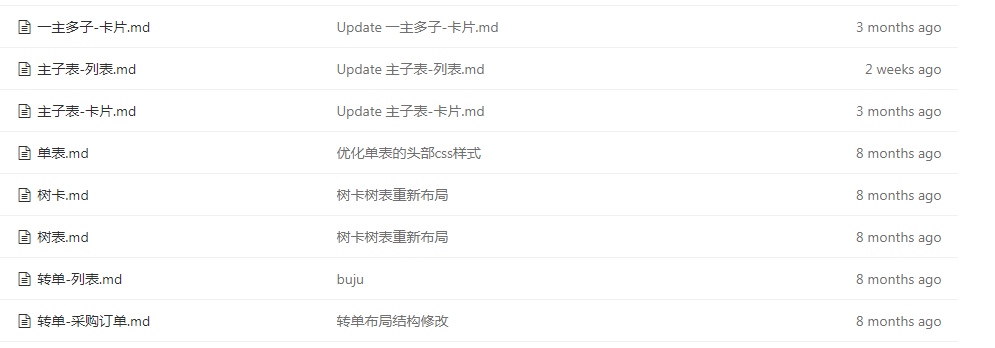 一主多子-卡片.md Update 一主多子-卡片.md 3 months ago
主子表-列表.md Update 主子表-列表.md 2 weeks ago
主子表-卡片.md Update 主子表-卡片.md 3 months ago
单表.md 优化单表的头部css样式 8 months ago
树卡.md 树卡树表重新布局 8 months ago
树表.md 树卡树表重新布局 8 months ago
转单-列表.md buju 8 months ago
转单-采购订单.md 转单布局结构修改 8 months ago